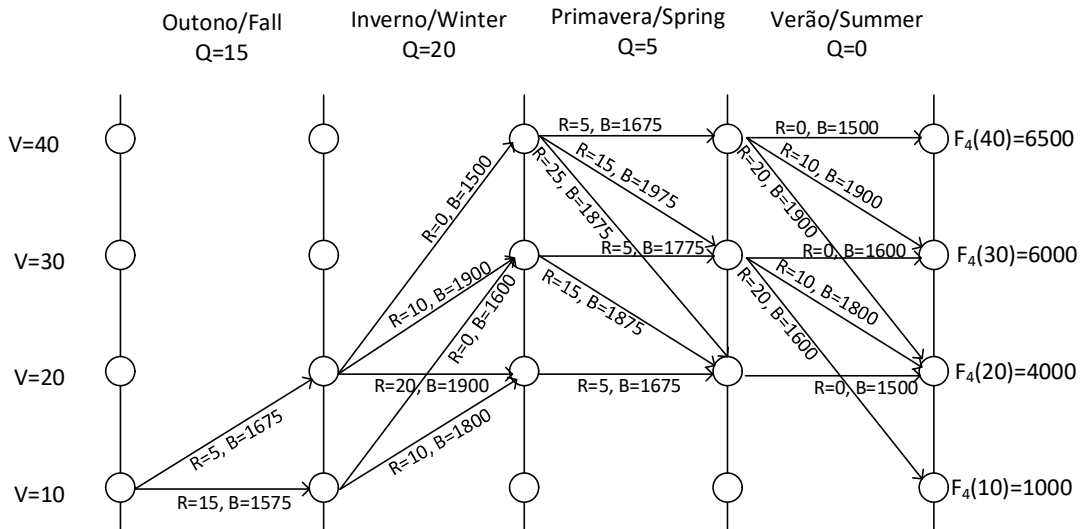 Outono/Fall
Q=15
Inverno/Winter
Q=20
Primavera/Spring
Q=5
Verão/Summer
Q=0
V=40
V=30
V=20
V=10
R=5, B=1675
R=15, B=1575
R=0, B=1500
R=10, B=1900
R=0, B=1600
R=20, B=1900
R=10, B=1800
R=5, B=1675
R=15, B=1975
R=25, B=1875
R=5, B=1775
R=15, B=1875
R=5, B=1675
R=0, B=1500
R=10, B=1900
R=20, B=1900
R=0, B=1600
R=10, B=1800
R=20, B=1600
R=0, B=1500
F₄(40)=6500
F₄(30)=6000
F₄(20)=4000
F₄(10)=1000